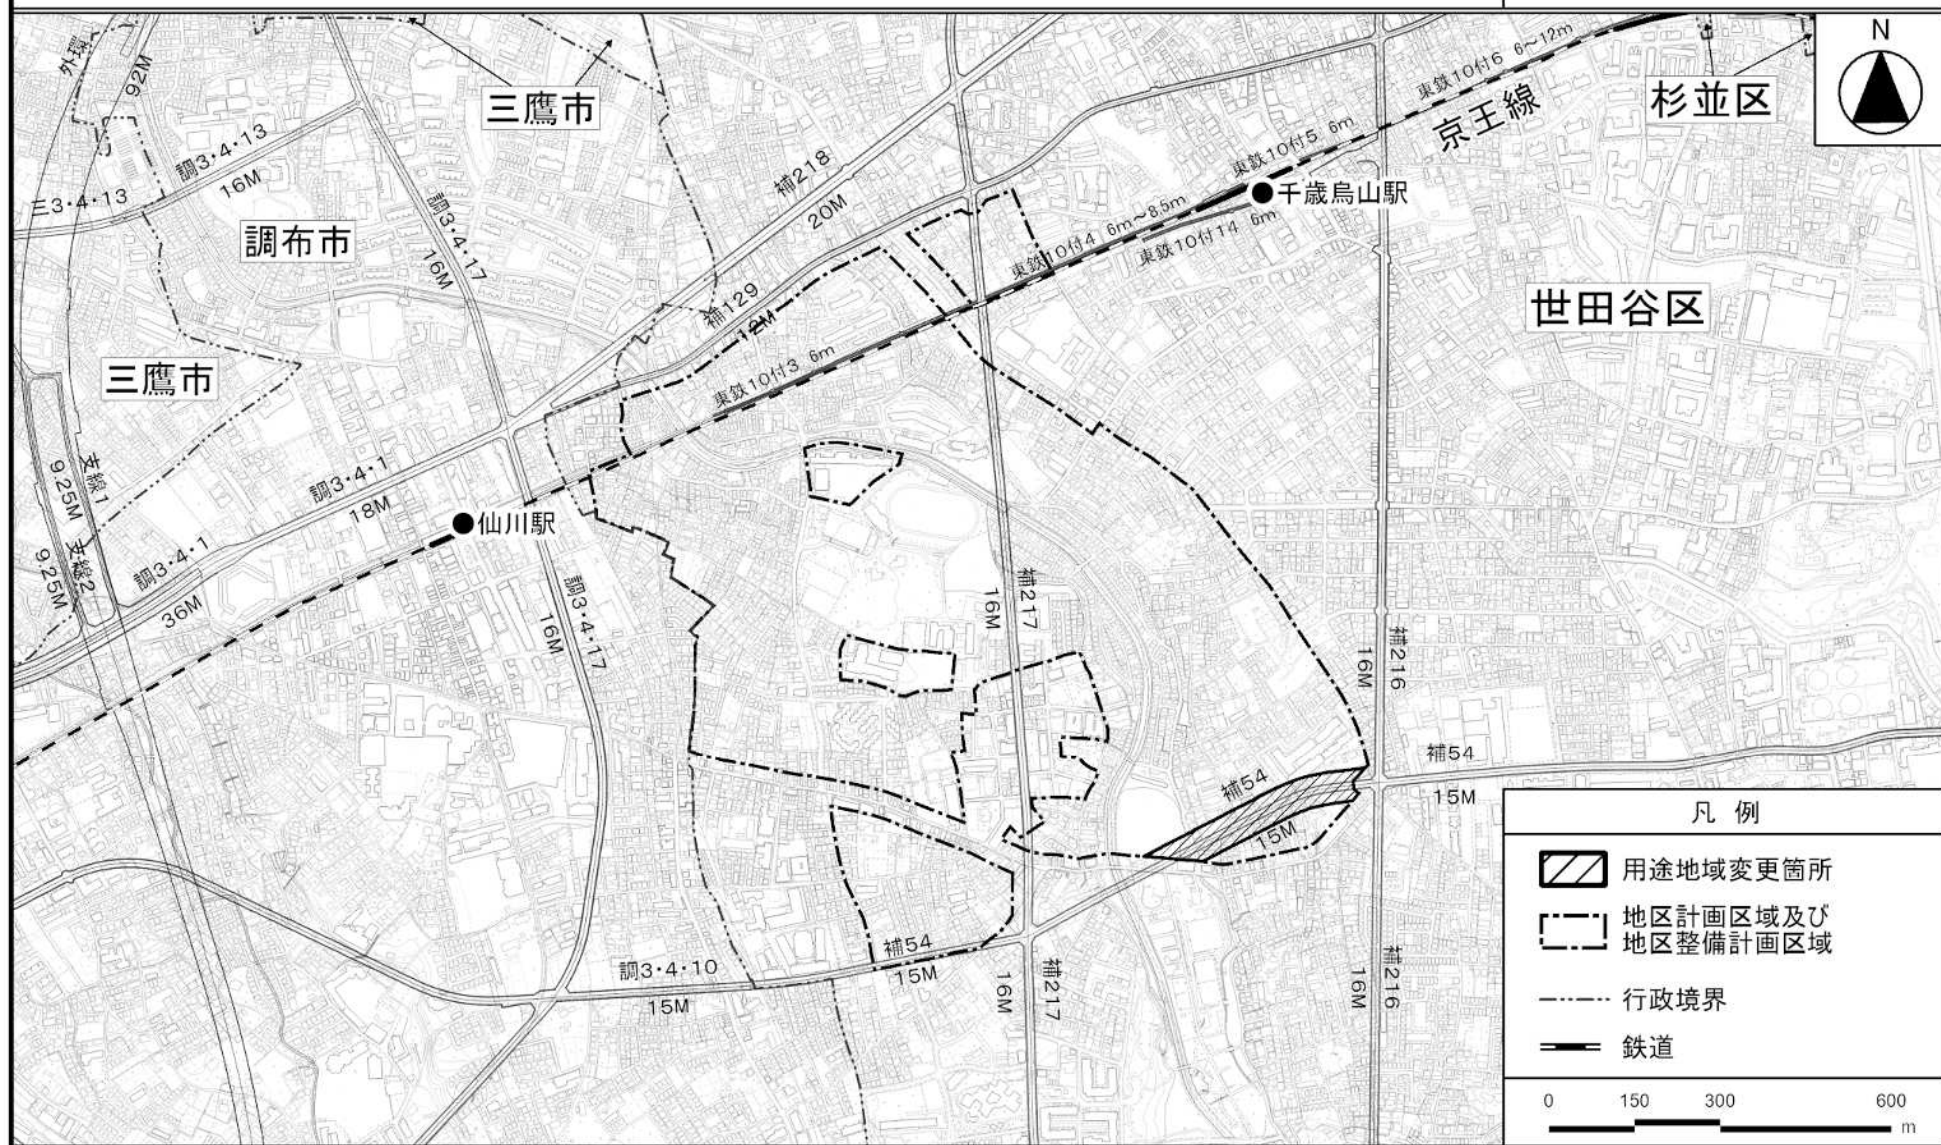 外環
92M
三鷹市
東鉄10付6 6～12m
杉並区
N
京王線
調3・4・13
16M
三3・4・13
調布市
調3・4・17
16M
補218
20M
東鉄10付5 6m
千歳烏山駅
東鉄10付4 6m～8.5m
東鉄10付14 6m
世田谷区
補129
12M
三鷹市
東鉄10付3 6m
調3・4・1
18M
支線1
9.25M
仙川駅
調3・4・1
36M
支線2
9.25M
調3・4・17
16M
補217
16M
補216
16M
補54
15M
補54
15M
補54
15M
調3・4・10
15M
補217
16M
補216
16M
凡 例
用途地域変更箇所
地区計画区域及び
地区整備計画区域
行政境界
鉄道
0 150 300 600
m